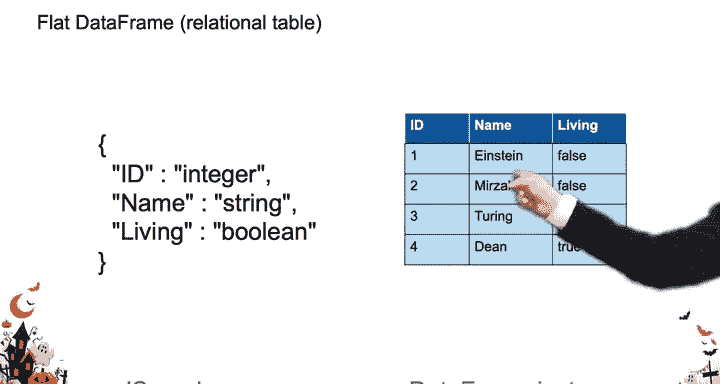 Flat DataFrame (relational table)
{
"ID" : "integer",
"Name" : "string",
"Living" : "boolean"
}
ID Name Living
1 Einstein false
2 false
3 Turing
4 Dean true